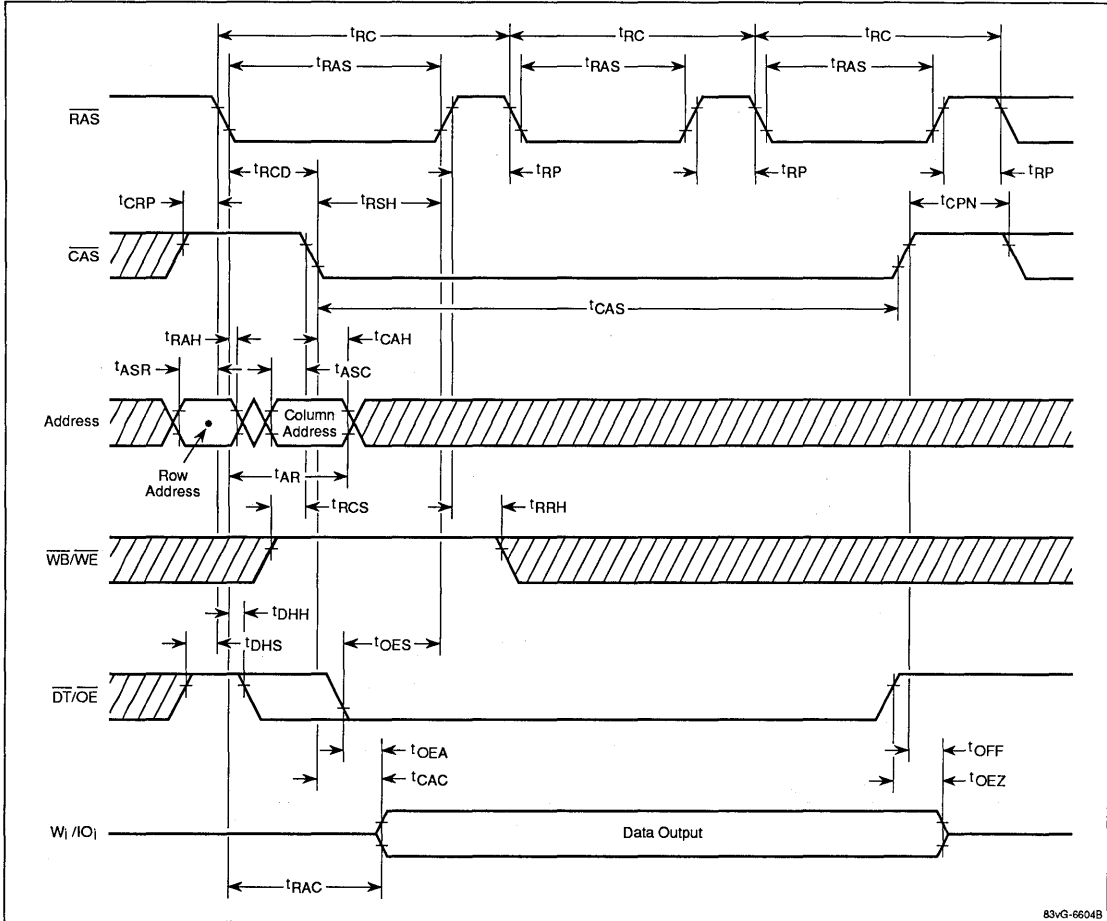 tRC tRC tRC
tRAS tRAS tRAS
RAS
tRCD tRP tRP tRP
tCRP tRSH tCPN
CAS
tCAS
tRAH tCAH
tASR tASC
Address
Column
Address
Row
Address
tAR
tRCS tRRH
WB/WE
tDHH
tDHS tOES
DT/OE
tOEA tOFF
tCAC tOEZ
Wj /IOj
Data Output
tRAC
83vG-6604B